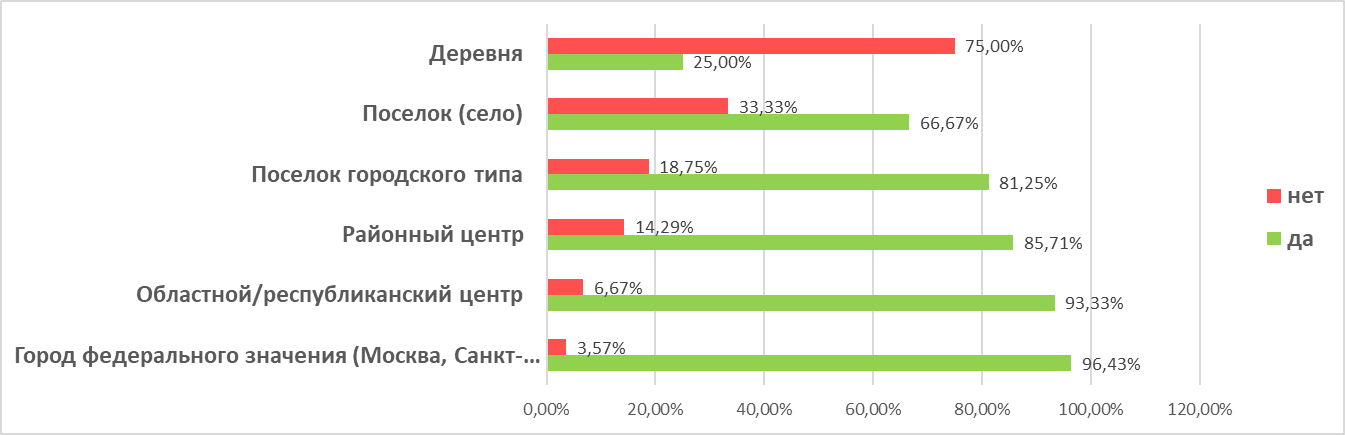 Деревня
75,00%
25,00%
Поселок (село)
33,33%
66,67%
Поселок городского типа
18,75%
81,25%
Районный центр
14,29%
85,71%
Областной/республиканский центр
6,67%
93,33%
Город федерального значения (Москва, Санкт-...
3,57%
96,43%
0,00% 20,00% 40,00% 60,00% 80,00% 100,00% 120,00%
нет
да